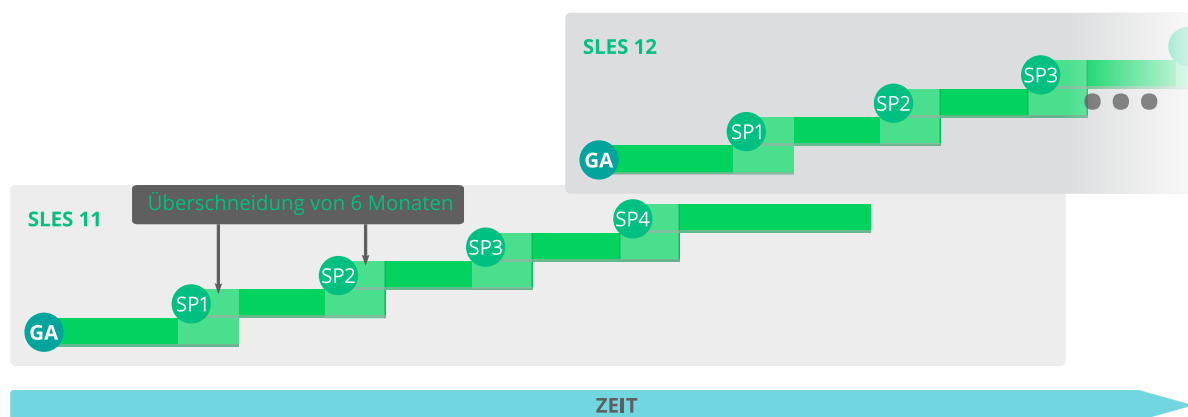 SLES 12
SP3
SP2
SP1
GA
Überschneidung von 6 Monaten
SLES 11
SP4
SP3
SP2
SP1
GA
ZEIT